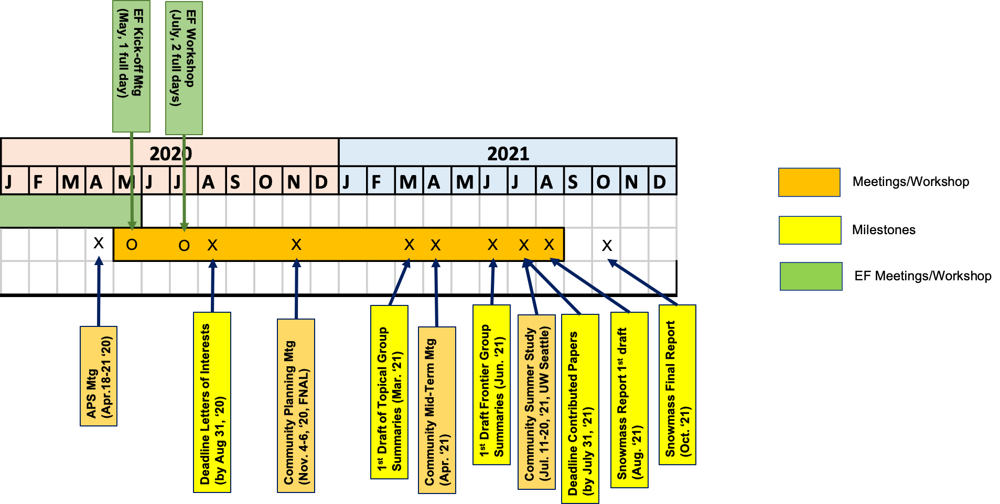 EF Kick-off Mtg
(May, 1 full day)
EF Workshop
(July, 2 full days)
2020
2021
J F M A M J J A S O N D J F M A M J J A S O N D
X O O X X X X X X X X
APS Mtg
(Apr.18-21 ‘20)
Deadline Letters of Interests
(by Aug 31, ‘20)
Community Planning Mtg
(Nov. 4-6, ‘20, FNAL)
1st Draft of Topical Group
Summaries (Mar. ‘21)
Community Mid-Term Mtg
(Apr. ‘21)
1st Draft Frontier Group
Summaries (Jun. ‘21)
Community Summer Study
(Jul. 11-20, ‘21, UW Seattle)
Deadline Contributed Papers
(by July 31, ‘21)
Snowmass Report 1st draft
(Aug. ‘21)
Snowmass Final Report
(Oct. ‘21)
Meetings/Workshop
Milestones
EF Meetings/Workshop